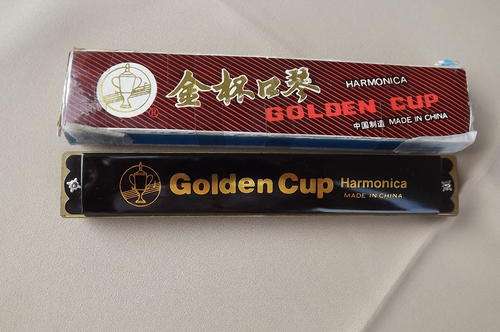 金杯口琴
HARMONICA
GOLDEN CUP
中国制造 MADE IN CHINA
®
Golden Cup Harmonica
MADE IN CHINA